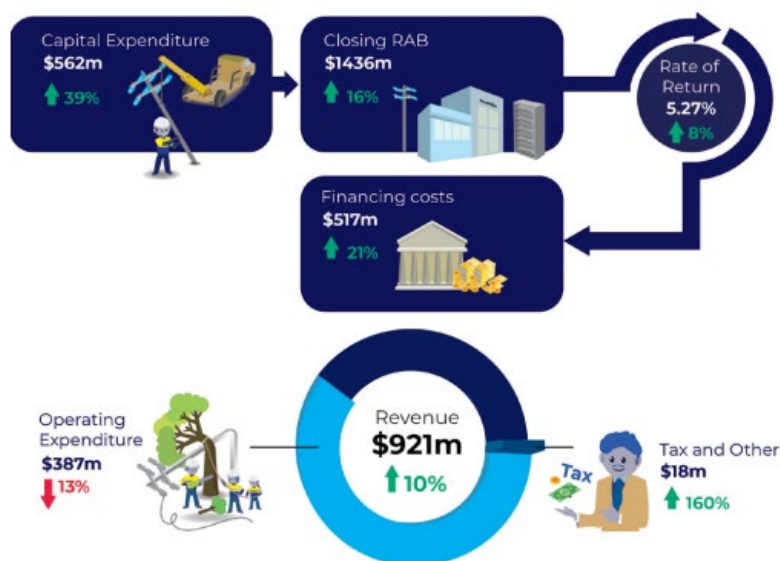 Capital Expenditure
$562m
39%
Closing RAB
$1436m
16%
Rate of
Return
5.27%
8%
Financing costs
$517m
21%
Operating
Expenditure
$387m
13%
Revenue
$921m
10%
Tax
Tax and Other
$18m
160%